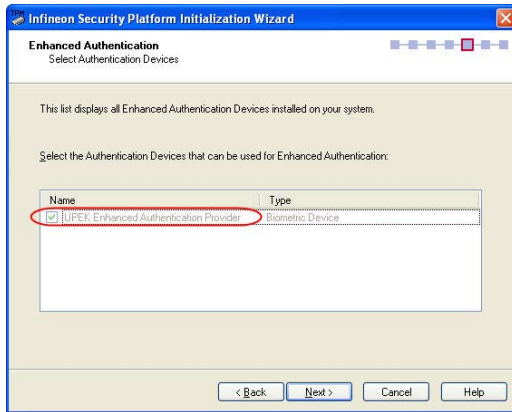 Infineon Security Platform Initialization Wizard
Enhanced Authentication
Select Authentication Devices
This list displays all Enhanced Authentication Devices installed on your system.
Select the Authentication Devices that can be used for Enhanced Authentication:
Name Type
UPEK Enhanced Authentication Provider Biometric Device
< Back Next > Cancel Help